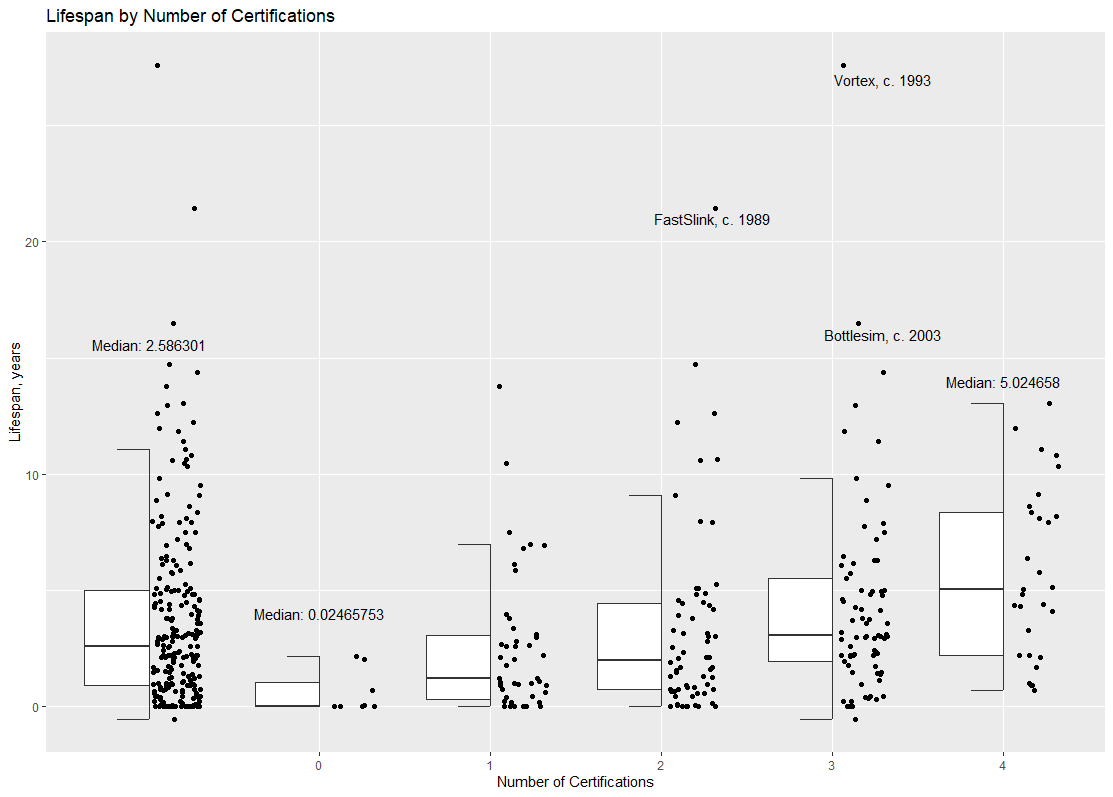 Lifespan by Number of Certifications
Vortex, c. 1993
FastSlink, c. 1989
20
Bottlesim, c. 2003
Median: 2.586301
Median: 5.024658
Lifespan, years
10
Median: 0.02465753
0
0 1 2 3 4
Number of Certifications